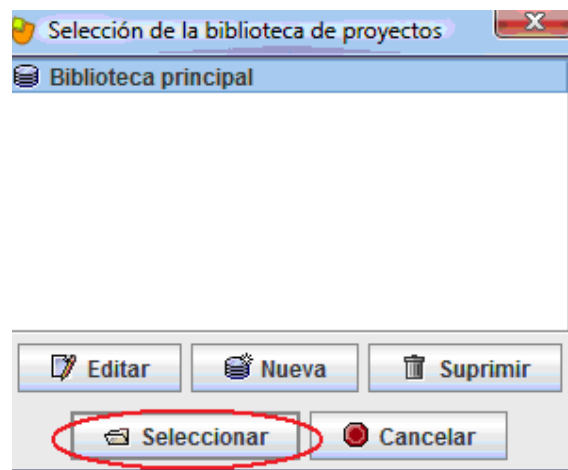 Selección de la biblioteca de proyectos
Biblioteca principal
Editar Nueva Suprimir
Seleccionar Cancelar